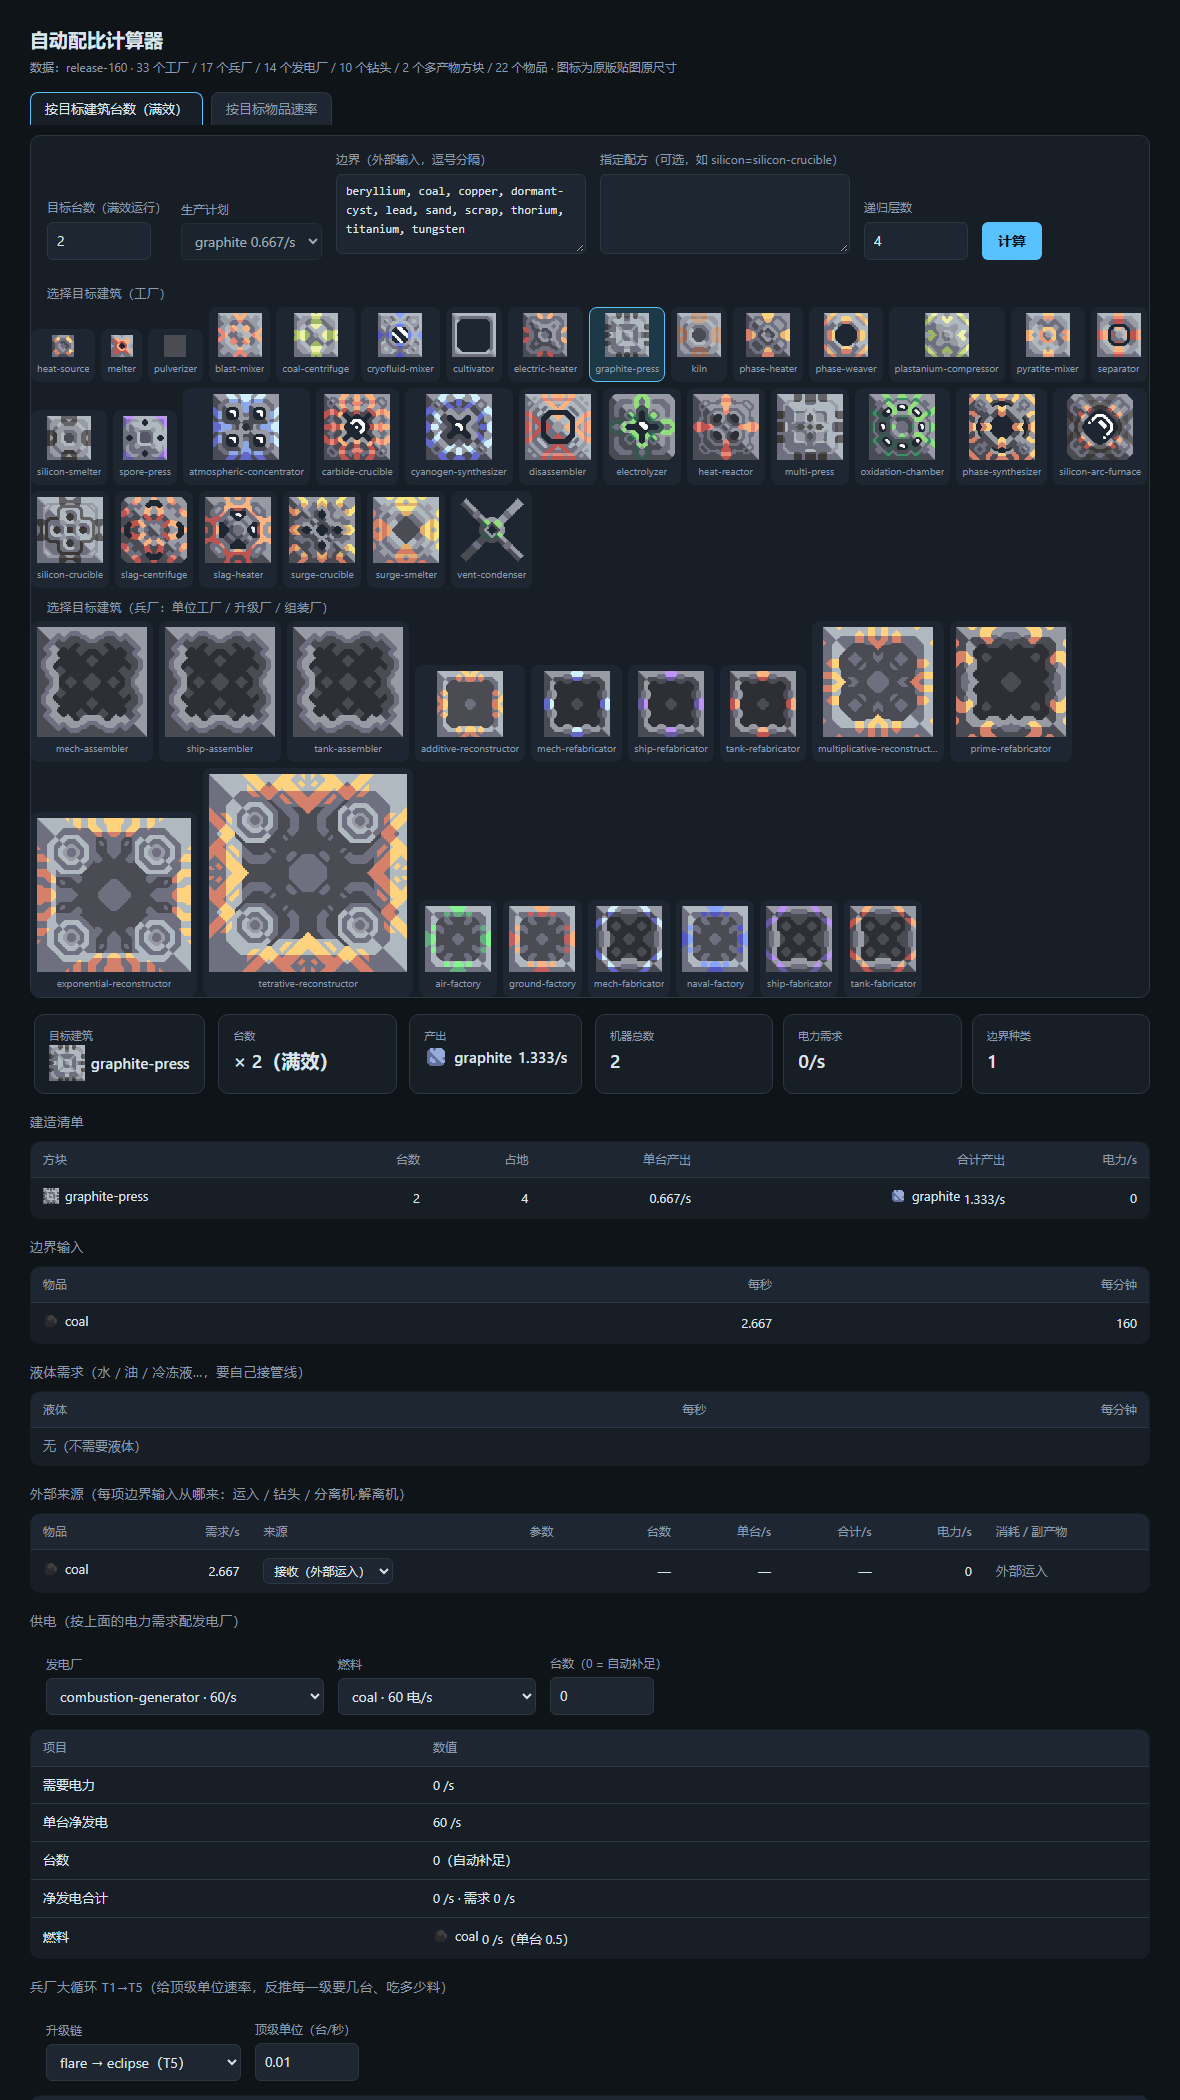 自动配比计算器
数据：release-160 · 33 个工厂 / 17 个兵厂 / 14 个发电厂 / 10 个钻头 / 2 个多产物方块 / 22 个物品 · 图标为原版贴图原尺寸
按目标建筑台数（满效）
按目标物品速率
目标台数（满效运行）
2
生产计划
graphite 0.667/s
边界（外部输入，逗号分隔）
beryllium, coal, copper, dormant-
cyst, lead, sand, scrap, thorium,
titanium, tungsten
指定配方（可选，如 silicon=silicon-crucible）
递归层数
4
计算
选择目标建筑（工厂）
heat-source melter pulverizer blast-mixer coal-centrifuge cryofluid-mixer cultivator electric-heater graphite-press kiln phase-heater phase-weaver plastanium-compressor pyratite-mixer separator
silicon-smelter spore-press atmospheric-concentrator carbide-crucible cyanogen-synthesizer disassembler electrolyzer heat-reactor multi-press oxidation-chamber phase-synthesizer silicon-arc-furnace
silicon-crucible slag-centrifuge slag-heater surge-crucible surge-smelter vent-condenser
选择目标建筑（兵厂：单位工厂 / 升级厂 / 组装厂）
mech-assembler ship-assembler tank-assembler additive-reconstructor mech-refabricator ship-refabricator tank-refabricator multiplicative-reconstruct... prime-refabricator
exponential-reconstructor tetrative-reconstructor air-factory ground-factory mech-fabricator naval-factory ship-fabricator tank-fabricator
目标建筑
graphite-press
台数
× 2（满效）
产出
graphite 1.333/s
机器总数
2
电力需求
0/s
边界种类
1
建造清单
方块 台数 占地 单台产出 合计产出 电力/s
graphite-press 2 4 0.667/s graphite 1.333/s 0
边界输入
物品 每秒 每分钟
coal 2.667 160
液体需求（水 / 油 / 冷冻液…，要自己接管线）
液体 每秒 每分钟
无（不需要液体）
外部来源（每项边界输入从哪来：运入 / 钻头 / 分离机·解离机）
物品 需求/s 来源 参数 台数 单台/s 合计/s 电力/s 消耗 / 副产物
coal 2.667 接收（外部运入） — — — 0 外部运入
供电（按上面的电力需求配发电厂）
发电厂
combustion-generator · 60/s
燃料
coal · 60 电/s
台数（0 = 自动补足）
0
项目 数值
需要电力 0 /s
单台净发电 60 /s
台数 0（自动补足）
净发电合计 0 /s · 需求 0 /s
燃料 coal 0 /s（单台 0.5）
兵厂大循环 T1→T5（给顶级单位速率，反推每一级要几台、吃多少料）
升级链
flare → eclipse（T5）
顶级单位（台/秒）
0.01